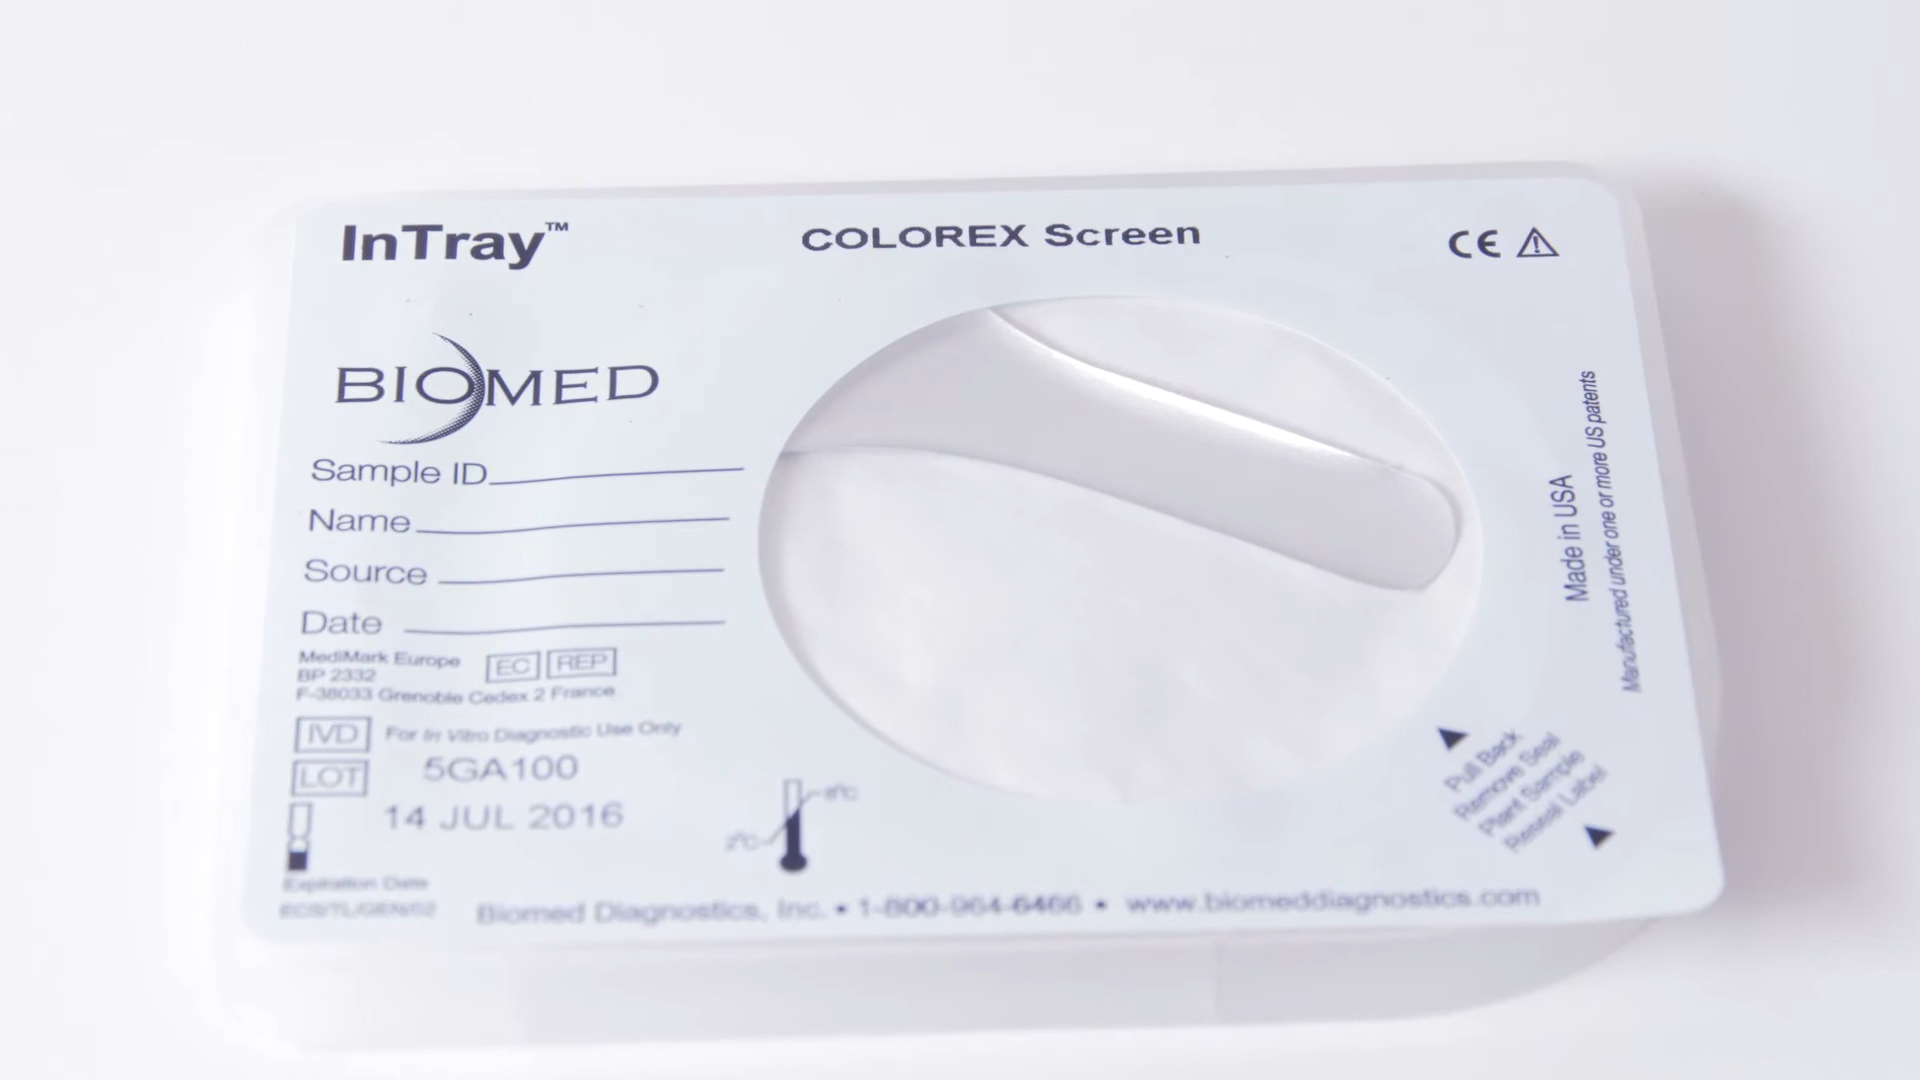 InTray™
COLOREX Screen
CE
BIOMED
Sample ID
Name
Source
Date
MediMark Europe
BP 2332
F-38033 Grenoble Cedex 2 France
EC REP
IVD For In Vitro Diagnostic Use Only
LOT 5GA100
14 JUL 2016
Expiration Date
2°C
8°C
Biomed Diagnostics, Inc. • 1-800-964-6466 • www.biomeddiagnostics.com
Made in USA
Manufactured under one or more US patents
Pull Back
Remove Seal
Plant Sample
Reseal Label